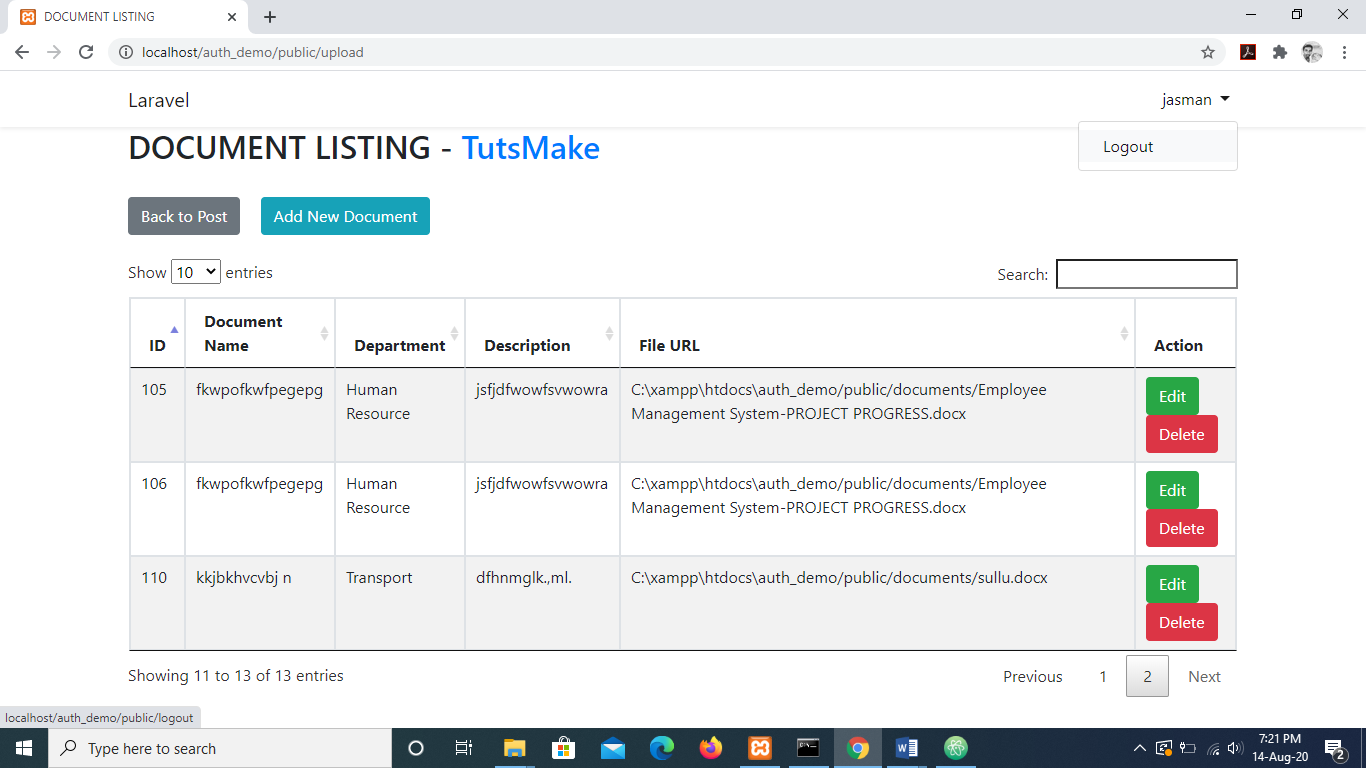 DOCUMENT LISTING
localhost/auth_demo/public/upload
Laravel
jasman
DOCUMENT LISTING - TutsMake
Logout
Back to Post
Add New Document
Show 10 entries
Search:
ID
Document
Name
Department
Description
File URL
Action
105
fkwpofkwfpegepg
Human
Resource
jsfjdfwowfsvwowra
C:\xampp\htdocs\auth_demo/public/documents/Employee
Management System-PROJECT PROGRESS.docx
Edit
Delete
106
fkwpofkwfpegepg
Human
Resource
jsfjdfwowfsvwowra
C:\xampp\htdocs\auth_demo/public/documents/Employee
Management System-PROJECT PROGRESS.docx
Edit
Delete
110
kkjbkhvcvbj n
Transport
dfhnmglk.,ml.
C:\xampp\htdocs\auth_demo/public/documents/sullu.docx
Edit
Delete
Showing 11 to 13 of 13 entries
Previous 1 2 Next
localhost/auth_demo/public/logout
Type here to search
7:21 PM
14-Aug-20
2